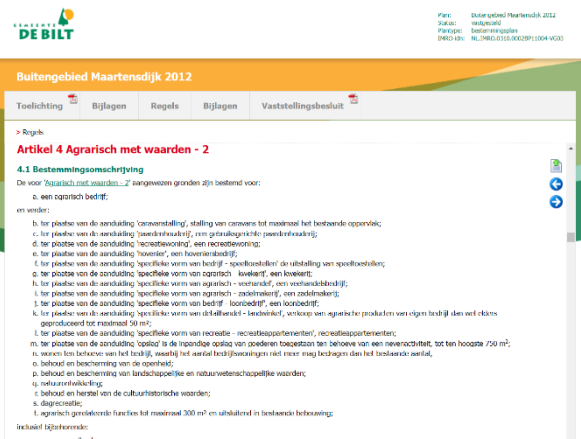 GEMEENTE
DE BILT
Plan: Buitengebied Maartensdijk 2012
Status: vastgesteld
Plantype: bestemmingsplan
IMRO-idn: NL.IMRO.0310.0002BP11004-VG03
Buitengebied Maartensdijk 2012
Toelichting Bijlagen Regels Bijlagen Vaststellingsbesluit
> Regels
Artikel 4 Agrarisch met waarden - 2
4.1 Bestemmingsomschrijving
De voor 'Agrarisch met waarden - 2' aangewezen gronden zijn bestemd voor:
a. een agrarisch bedrijf;
en verder:
b. ter plaatse van de aanduiding 'caravanstalling', stalling van caravans tot maximaal het bestaande oppervlak;
c. ter plaatse van de aanduiding 'paardenhouderij', een gebruiksgerichte paardenhouderij;
d. ter plaatse van de aanduiding 'recreatiewoning', een recreatiewoning;
e. ter plaatse van de aanduiding 'hovenier', een hoveniersbedrijf;
f. ter plaatse van de aanduiding 'specifieke vorm van bedrijf - speeltoestellen' de uitstalling van speeltoestellen;
g. ter plaatse van de aanduiding 'specifieke vorm van agrarisch - kwekerij', een kwekerij;
h. ter plaatse van de aanduiding 'specifieke vorm van agrarisch - veehandel', een veehandelsbedrijf;
i. ter plaatse van de aanduiding 'specifieke vorm van agrarisch - zadelmakerij', een zadelmakerij;
j. ter plaatse van de aanduiding 'specifieke vorm van bedrijf - loonbedrijf', een loonbedrijf;
k. ter plaatse van de aanduiding 'specifieke vorm van detailhandel - landwinkel', verkoop van agrarische producten van eigen bedrijf dan wel elders
geproduceerd tot maximaal 50 m²;
l. ter plaatse van de aanduiding 'specifieke vorm van recreatie - recreatieappartementen', recreatieappartementen;
m. ter plaatse van de aanduiding 'opslag' is de inpandige opslag van goederen toegestaan ten behoeve van een nevenactiviteit, tot ten hoogste 750 m²;
n. wonen ten behoeve van het bedrijf, waarbij het aantal bedrijfswoningen niet meer mag bedragen dan het bestaande aantal,
o. behoud en bescherming van de openheid;
p. behoud en bescherming van landschappelijke en natuurwetenschappelijke waarden;
q. natuurontwikkeling;
r. behoud en herstel van de cultuurhistorische waarden;
s. dagrecreatie;
t. agrarisch gerelateerde functies tot maximaal 300 m² en uitsluitend in bestaande bebouwing;
inclusief bijbehorende: